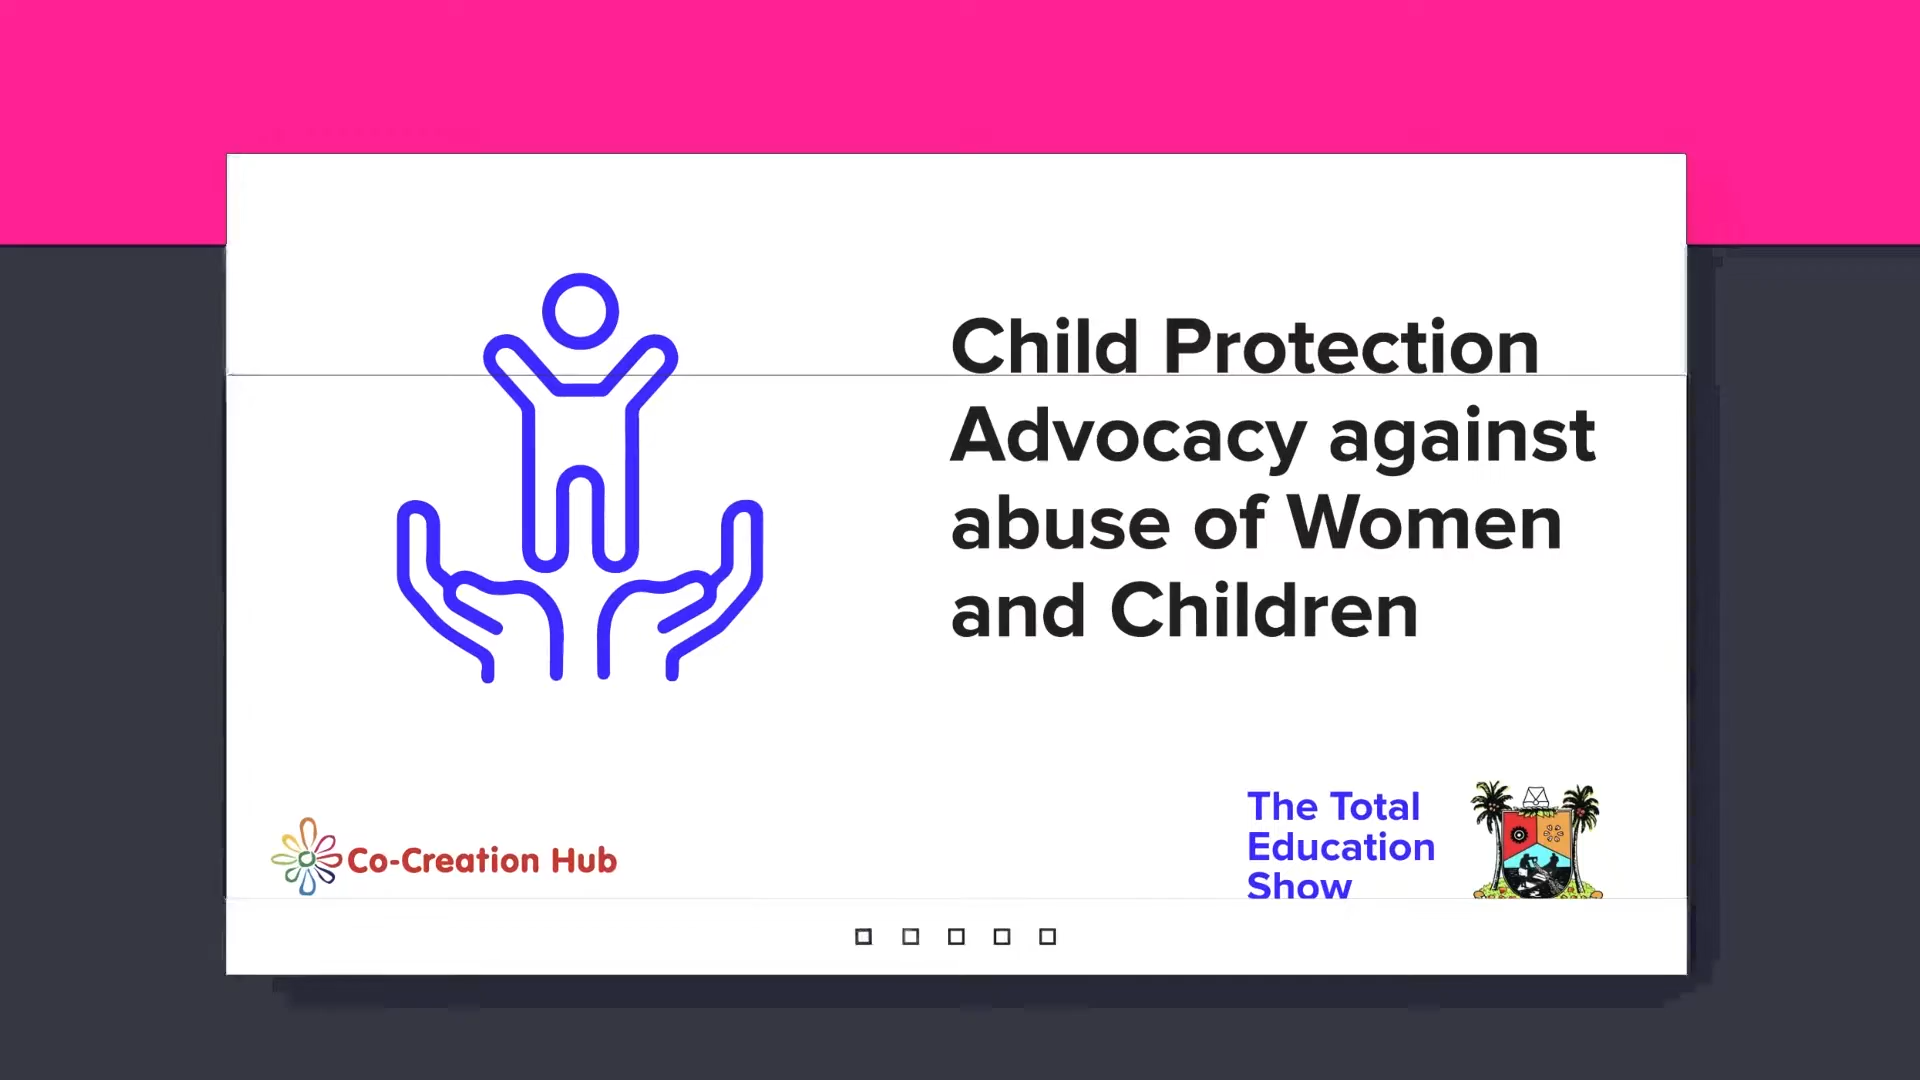 Child Protection
Advocacy against
abuse of Women
and Children
Co-Creation Hub
The Total
Education
Show